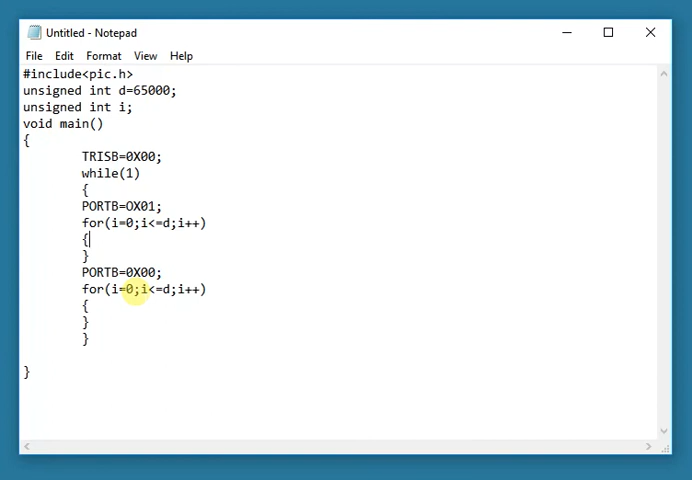 Untitled - Notepad
File Edit Format View Help
#include<pic.h>
unsigned int d=65000;
unsigned int i;
void main()
{
TRISB=0X00;
while(1)
{
PORTB=OX01;
for(i=0;i<=d;i++)
{
}
PORTB=0X00;
for(i=0;i<=d;i++)
{
}
}
}